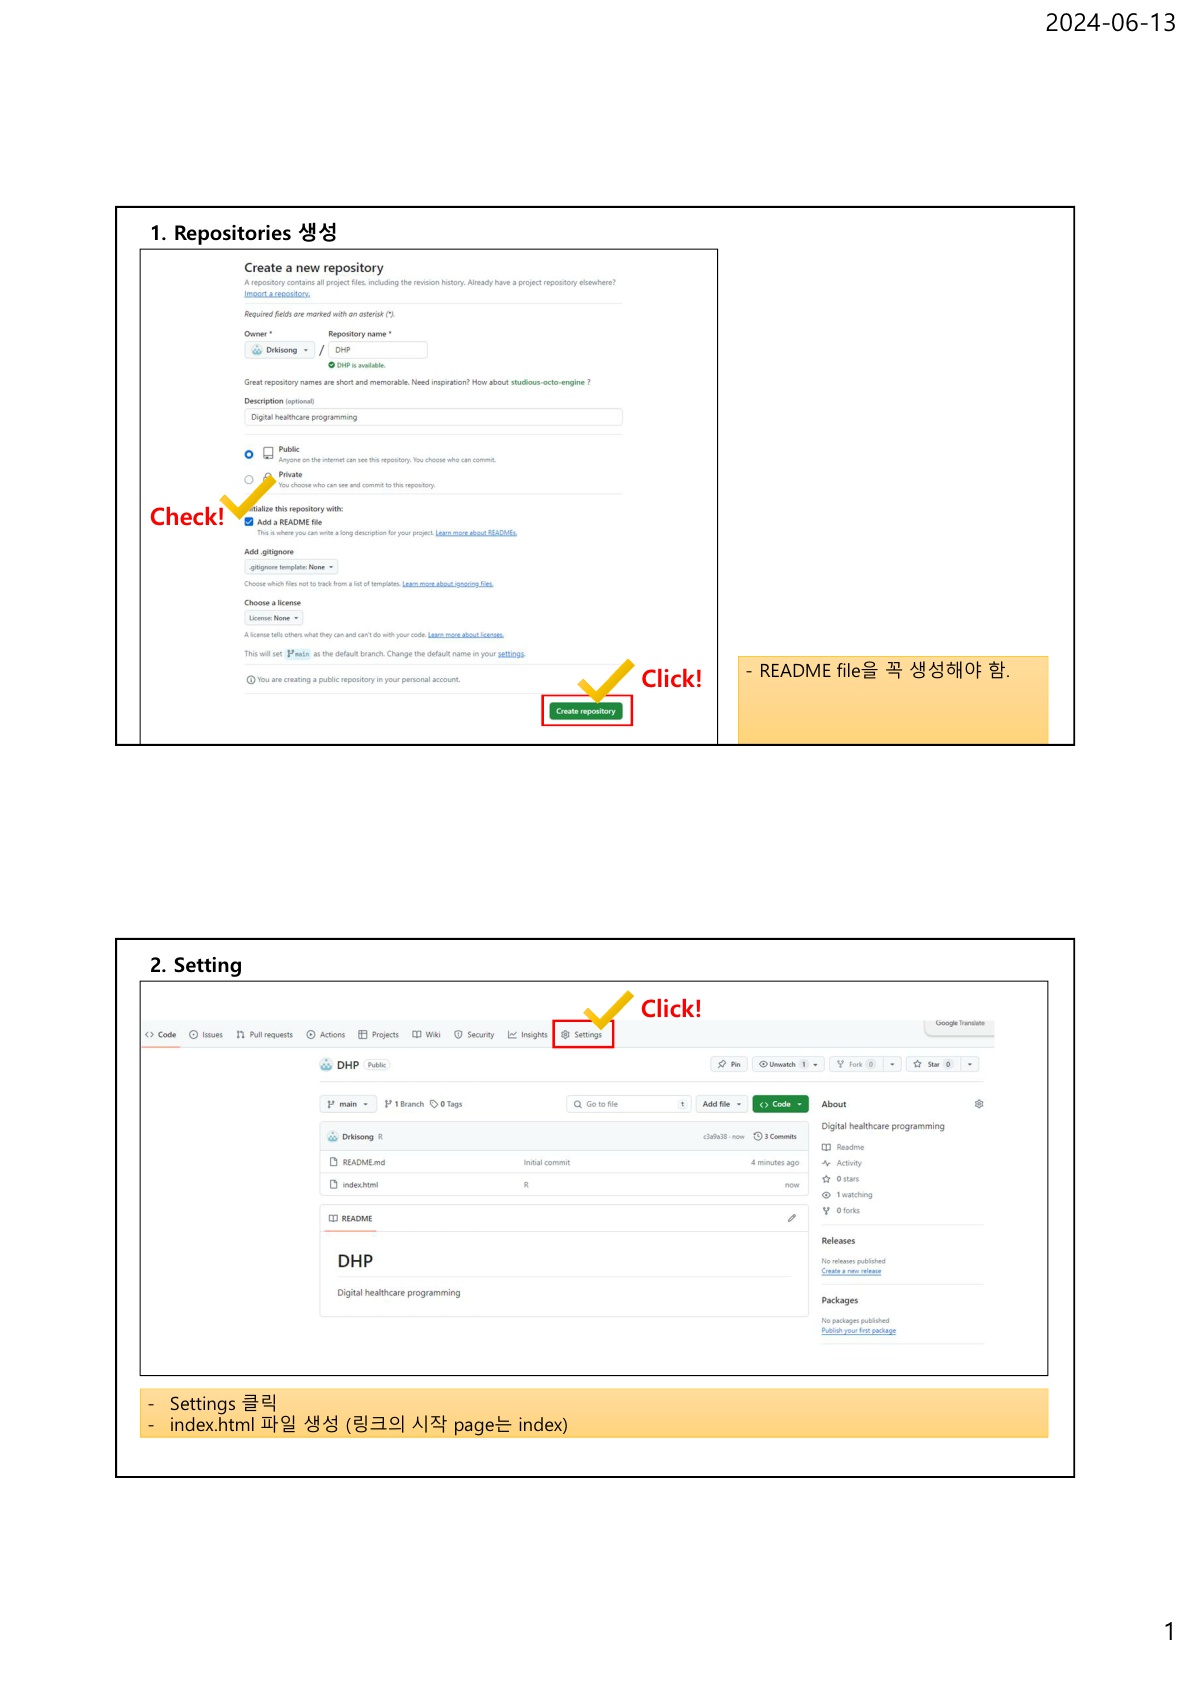 2024-06-13
1. Repositories 생성
Create a new repository
A repository contains all project files, including the revision history. Already have a project repository elsewhere?
Import a repository.
Required fields are marked with an asterisk (*).
Owner * Repository name *
Drkisong / DHP
DHP is available.
Great repository names are short and memorable. Need inspiration? How about studious-octo-engine ?
Description (optional)
Digital healthcare programming
Public
Anyone on the internet can see this repository. You choose who can commit.
Private
You choose who can see and commit to this repository.
Check!
itialize this repository with:
Add a README file
This is where you can write a long description for your project. Learn more about READMEs.
Add .gitignore
.gitignore template: None
Choose which files not to track from a list of templates. Learn more about ignoring files.
Choose a license
License: None
A license tells others what they can and can't do with your code. Learn more about licenses.
This will set main as the default branch. Change the default name in your settings.
You are creating a public repository in your personal account.
Click!
Create repository
- README file을 꼭 생성해야 함.
2. Setting
Click!
Google Translate
Code Issues Pull requests Actions Projects Wiki Security Insights Settings
DHP Public Pin Unwatch 1 Fork 0 Star 0
main 1 Branch 0 Tags Go to file t Add file Code
Drkisong R c3a9a38 · now 3 Commits
README.md Initial commit 4 minutes ago
index.html R now
README
DHP
Digital healthcare programming
About
Digital healthcare programming
Readme
Activity
0 stars
1 watching
0 forks
Releases
No releases published
Create a new release
Packages
No packages published
Publish your first package
- Settings 클릭
- index.html 파일 생성 (링크의 시작 page는 index)
1